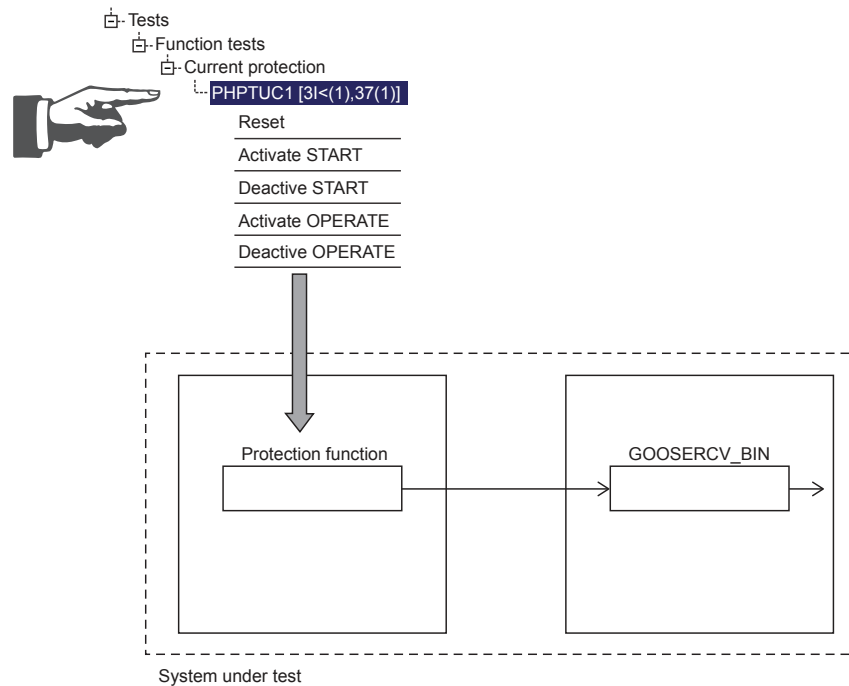 Tests
Function tests
Current protection
PHPTUC1 [3I<(1),37(1)]
Reset
Activate START
Deactive START
Activate OPERATE
Deactive OPERATE
Protection function
GOOSERCV_BIN
System under test